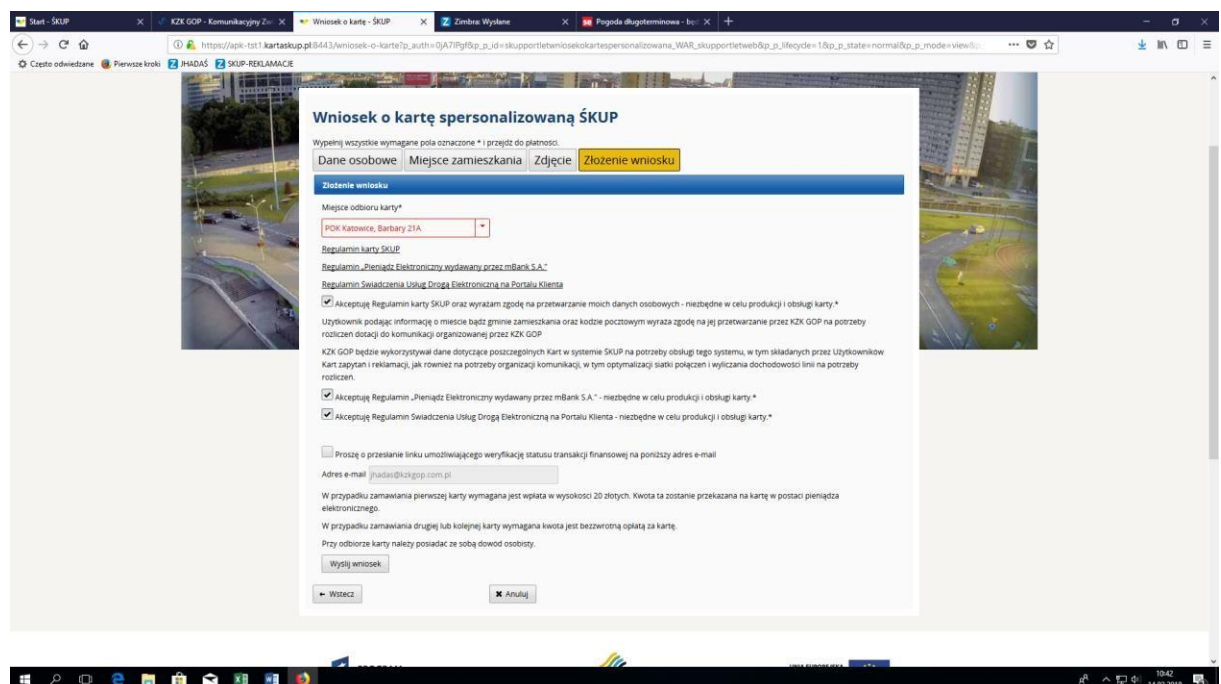 Start - ŚKUP
KZK GOP - Komunikacyjny Zwi
Wniosek o kartę - ŚKUP
Zimbra: Wysłane
Pogoda długoterminowa - be
https://apk-tst1.kartaskup.pl:8443/wniosek-o-karte?p_auth=
Często odwiedzane Pierwsze kroki JHADAŚ SKUP-REKLAMACJE
Wniosek o kartę spersonalizowaną ŚKUP
Wypełnij wszystkie wymagane pola oznaczone * i przejdź do płatności.
Dane osobowe Miejsce zamieszkania Zdjęcie Złożenie wniosku
Złożenie wniosku
Miejsce odbioru karty*
POK Katowice, Barbary 21A
Regulamin karty ŚKUP
Regulamin „Pieniądz Elektroniczny wydawany przez mBank S.A."
Regulamin Świadczenia Usług Drogą Elektroniczną na Portalu Klienta
Akceptuję Regulamin karty ŚKUP oraz wyrażam zgodę na przetwarzanie moich danych osobowych - niezbędne w celu produkcji i obsługi karty.*
Użytkownik podając informację o mieście bądź gminie zamieszkania oraz kodzie pocztowym wyraża zgodę na jej przetwarzanie przez KZK GOP na potrzeby
rozliczeń dotacji do komunikacji organizowanej przez KZK GOP
KZK GOP będzie wykorzystywał dane dotyczące poszczególnych Kart w systemie ŚKUP na potrzeby obsługi tego systemu, w tym składanych przez Użytkowników
Kart zapytań i reklamacji, jak również na potrzeby organizacji komunikacji, w tym optymalizacji siatki połączeń i wyliczania dochodowości linii na potrzeby
rozliczeń.
Akceptuję Regulamin „Pieniądz Elektroniczny wydawany przez mBank S.A." - niezbędne w celu produkcji i obsługi karty.*
Akceptuję Regulamin Świadczenia Usług Drogą Elektroniczną na Portalu Klienta - niezbędne w celu produkcji i obsługi karty.*
Proszę o przesłanie linku umożliwiającego weryfikację statusu transakcji finansowej na poniższy adres e-mail
Adres e-mail jhadas@kzkgop.com.pl
W przypadku zamawiania pierwszej karty wymagana jest wpłata w wysokości 20 złotych. Kwota ta zostanie przekazana na kartę w postaci pieniądza
elektronicznego.
W przypadku zamawiania drugiej lub kolejnej karty wymagana kwota jest bezzwrotną opłatą za kartę.
Przy odbiorze karty należy posiadać ze sobą dowód osobisty.
Wyślij wniosek
Wstecz Anuluj
10:42